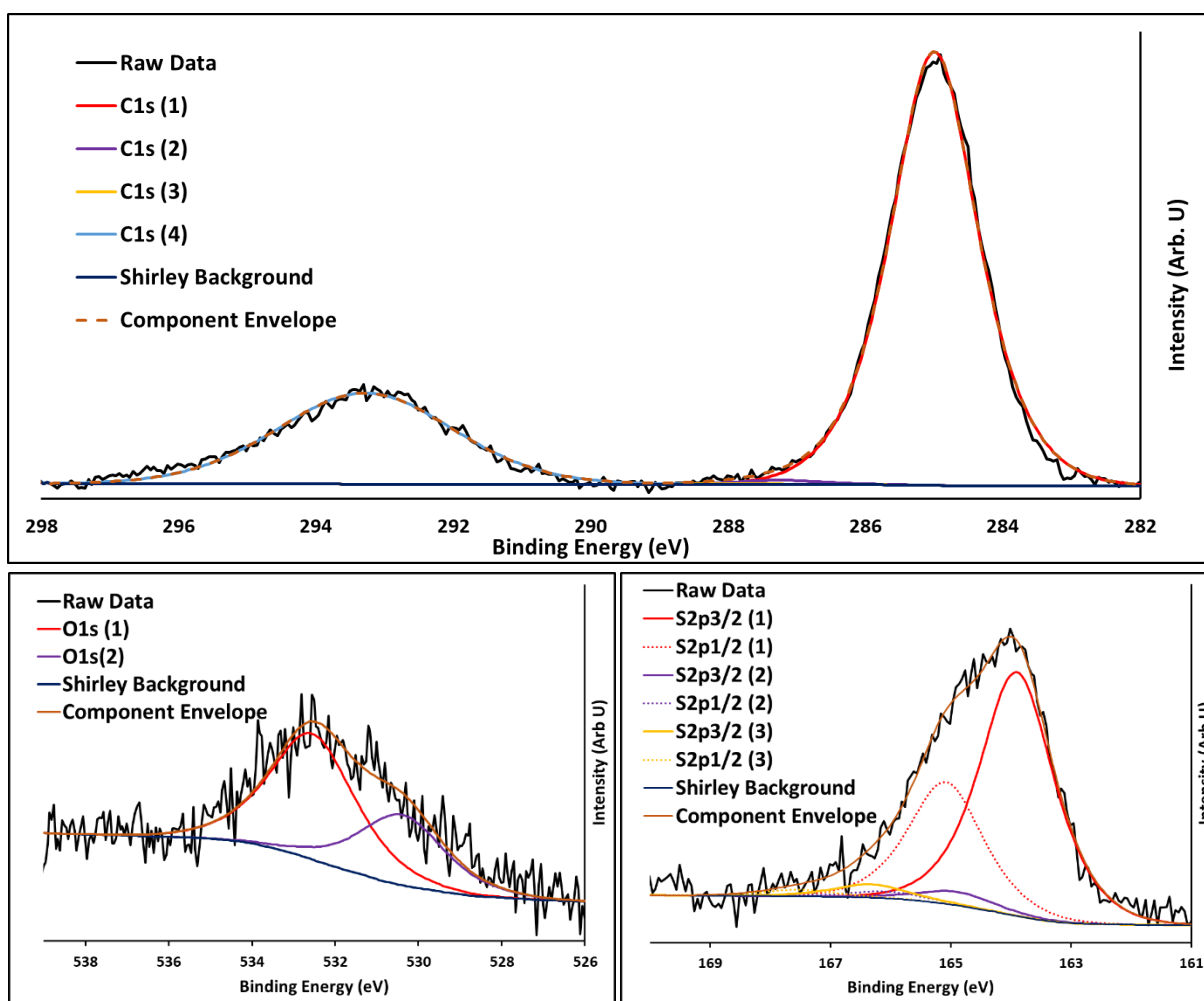 Raw Data
C1s (1)
C1s (2)
C1s (3)
C1s (4)
Shirley Background
Component Envelope
Intensity (Arb. U)
298 296 294 292 290 288 286 284 282
Binding Energy (eV)
Raw Data
O1s (1)
O1s(2)
Shirley Background
Component Envelope
Intensity (Arb U)
538 536 534 532 530 528 526
Binding Energy (eV)
Raw Data
S2p3/2 (1)
S2p1/2 (1)
S2p3/2 (2)
S2p1/2 (2)
S2p3/2 (3)
S2p1/2 (3)
Shirley Background
Component Envelope
Intensity (Arb U)
169 167 165 163 161
Binding Energy (eV)